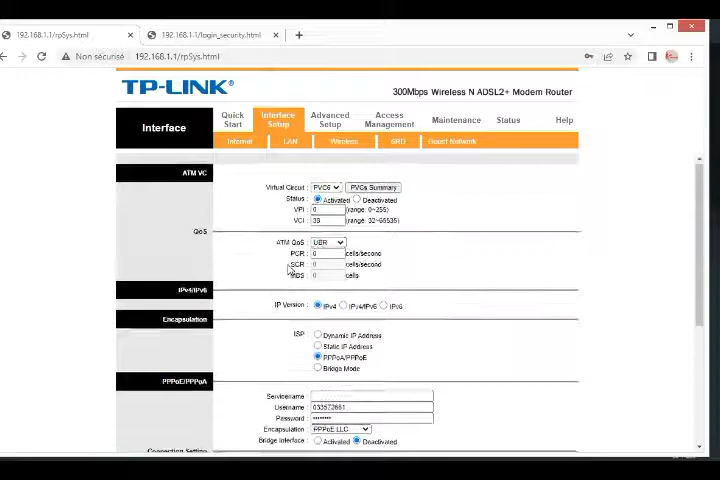 192.168.1.1/rpSys.html
192.168.1.1/login_security.html
Non sécurisé 192.168.1.1/rpSys.html
TP-LINK®
300Mbps Wireless N ADSL2+ Modem Router
Interface
Quick Start
Interface Setup
Advanced Setup
Access Management
Maintenance
Status
Help
Internet LAN Wireless Guest Network
ATM VC
Virtual Circuit : PVC6 PVCs Summary
Status : Activated Deactivated
VPI : 0 (range: 0~255)
VCI : (range: 32~65535)
QoS
ATM QoS : UBR
PCR : 0 cells/second
SCR : 0 cells/second
MBS : 0 cells
IPv4/IPv6
IP Version : IPv4 IPv4/IPv6 IPv6
Encapsulation
ISP : Dynamic IP Address
Static IP Address
PPPoA/PPPoE
Bridge Mode
PPPoE/PPPoA
Servicename :
Username :
Password : ••••••••
Encapsulation : PPPoE LLC
Bridge Interface : Activated Deactivated
Connection Setting